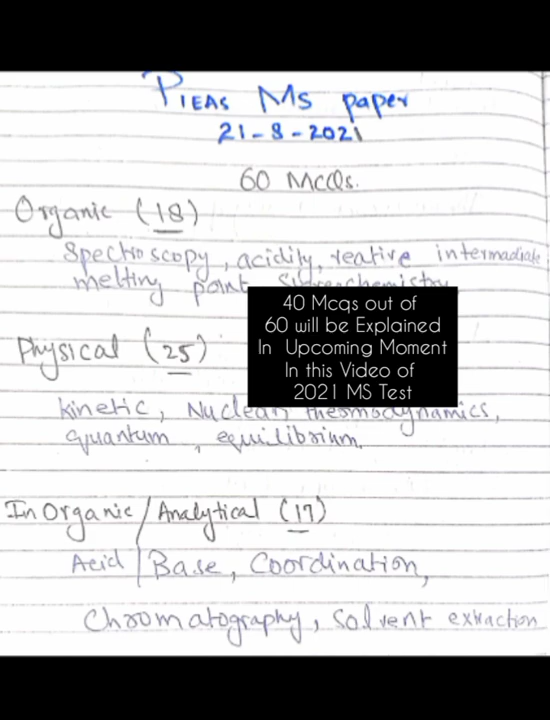 PIEAS Ms paper
21-8-2021
60 MCQs.
Organic (18)
Spectroscopy, acidity, reative intermadiate
melting point, Stereochemistry
40 Mcqs out of
60 will be Explained
In Upcoming Moment
In this Video of
2021 MS Test
Physical (25)
kinetic, Nuclear, thermodynamics,
quantum, equilibrium.
InOrganic/Analytical (17)
Acid/Base, Coordination,
Chromatography, Solvent extraction